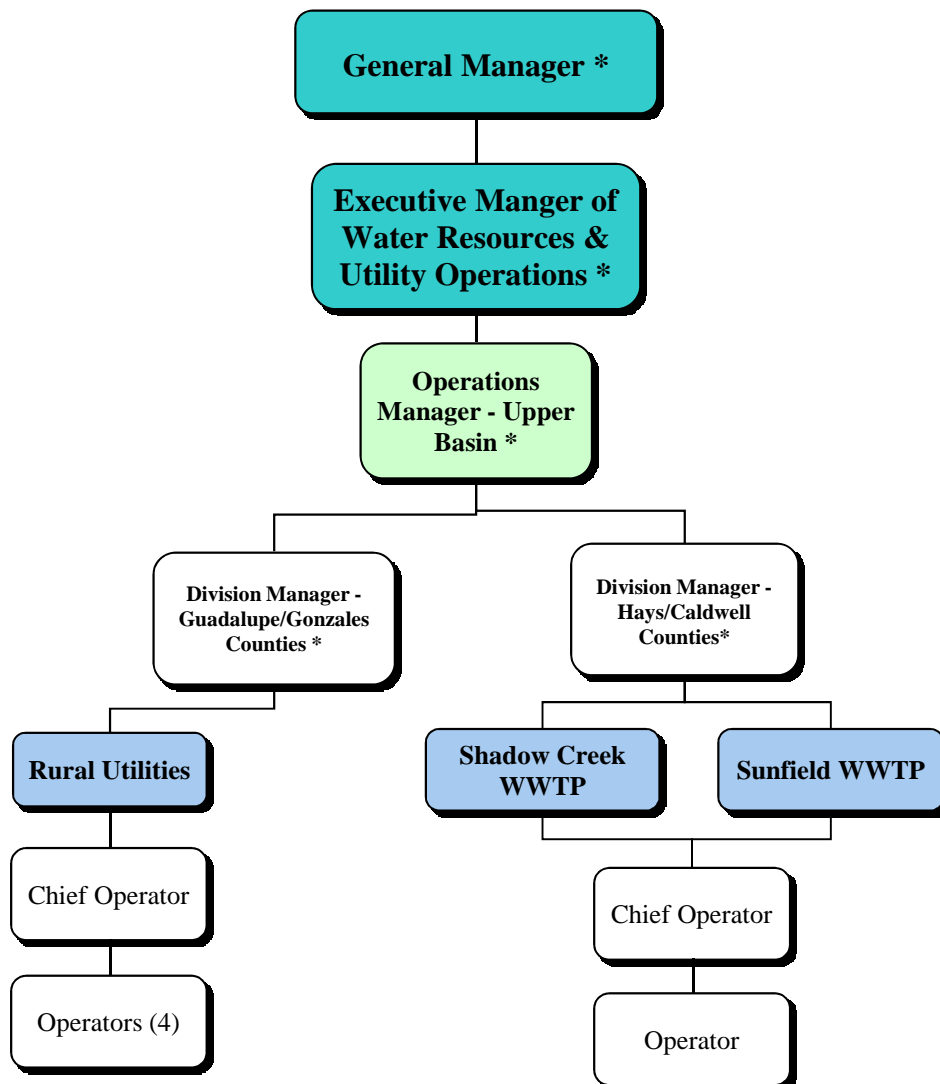 General Manager *
Executive Manger of
Water Resources &
Utility Operations *
Operations
Manager - Upper
Basin *
Division Manager -
Guadalupe/Gonzales
Counties *
Division Manager -
Hays/Caldwell
Counties*
Rural Utilities
Shadow Creek
WWTP
Sunfield WWTP
Chief Operator
Chief Operator
Operators (4)
Operator